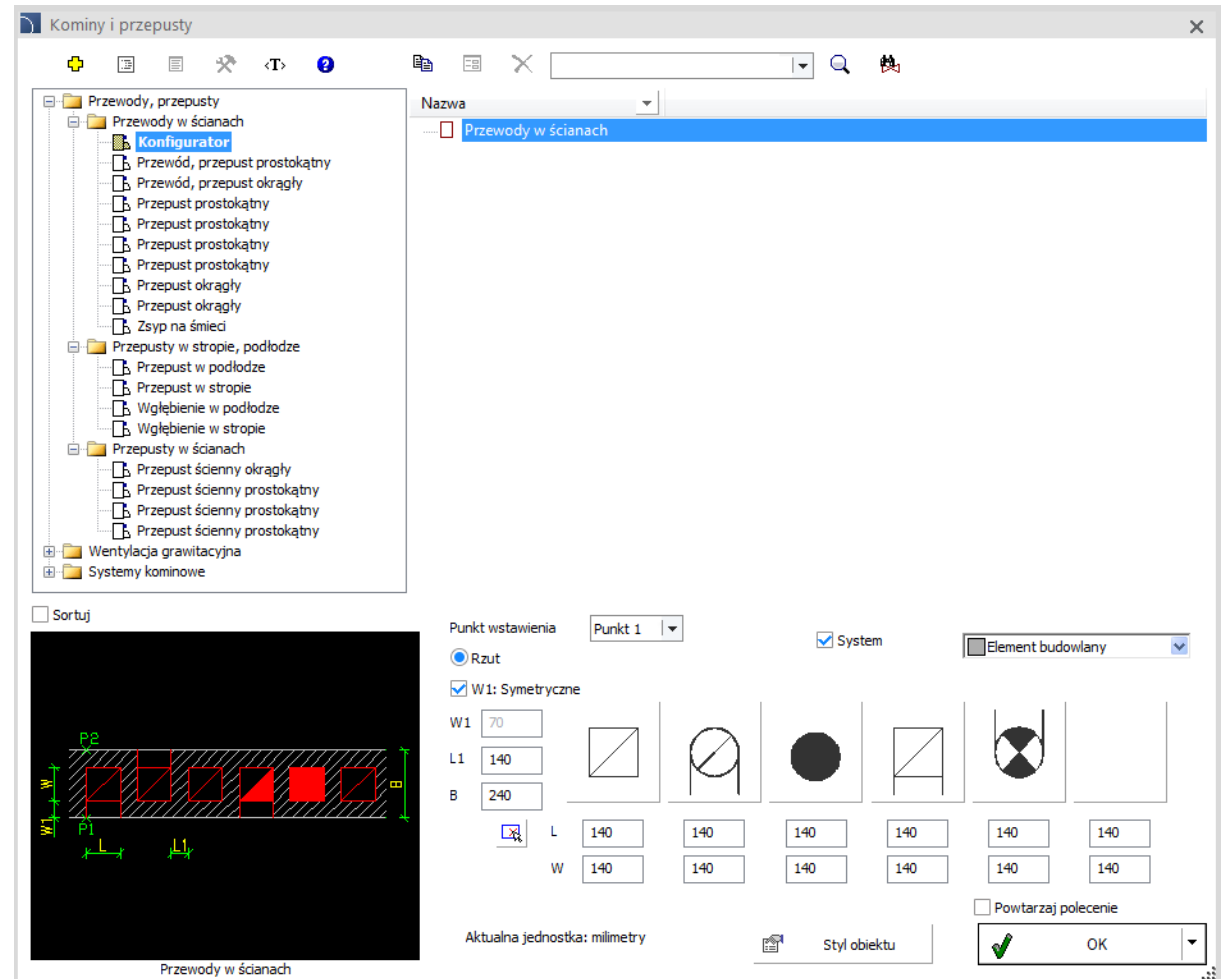 Kominy i przepusty
<T>
Przewody, przepusty
Przewody w ścianach
Konfigurator
Przewód, przepust prostokątny
Przewód, przepust okrągły
Przepust prostokątny
Przepust prostokątny
Przepust prostokątny
Przepust prostokątny
Przepust okrągły
Przepust okrągły
Zsyp na śmieci
Przepusty w stropie, podłodze
Przepust w podłodze
Przepust w stropie
Wgłębienie w podłodze
Wgłębienie w stropie
Przepusty w ścianach
Przepust ścienny okrągły
Przepust ścienny prostokątny
Przepust ścienny prostokątny
Przepust ścienny prostokątny
Wentylacja grawitacyjna
Systemy kominowe
Nazwa
Przewody w ścianach
Sortuj
P2
W
B
W1
P1
L
L1
Przewody w ścianach
Punkt wstawienia Punkt 1
System Element budowlany
Rzut
W1: Symetryczne
W1 70
L1 140
B 240
L 140 140 140 140 140 140
W 140 140 140 140 140 140
Powtarzaj polecenie
Aktualna jednostka: milimetry Styl obiektu OK